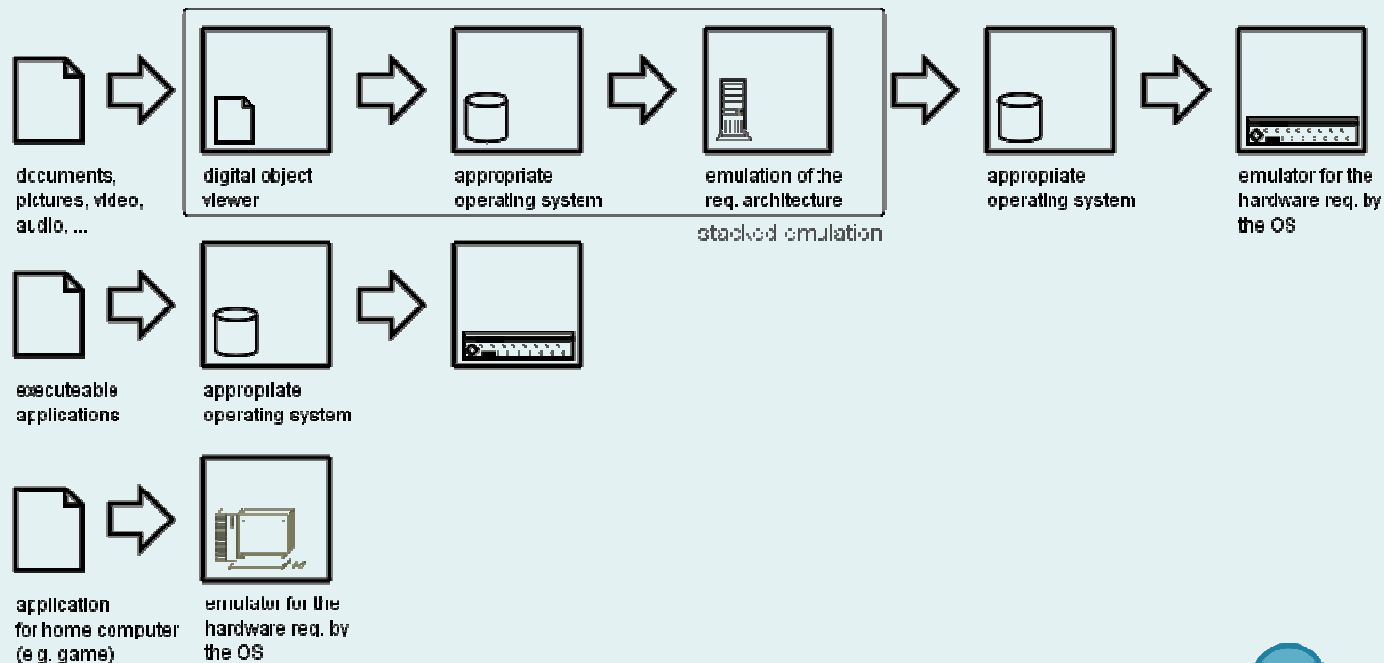 documents,
pictures, video,
audio, ...
digital object
viewer
appropriate
operating system
emulation of the
req. architecture
stacked emulation
appropriate
operating system
emulator for the
hardware req. by
the OS
executeable
applications
appropriate
operating system
application
for home computer
(e.g. game)
emulator for the
hardware req. by
the OS